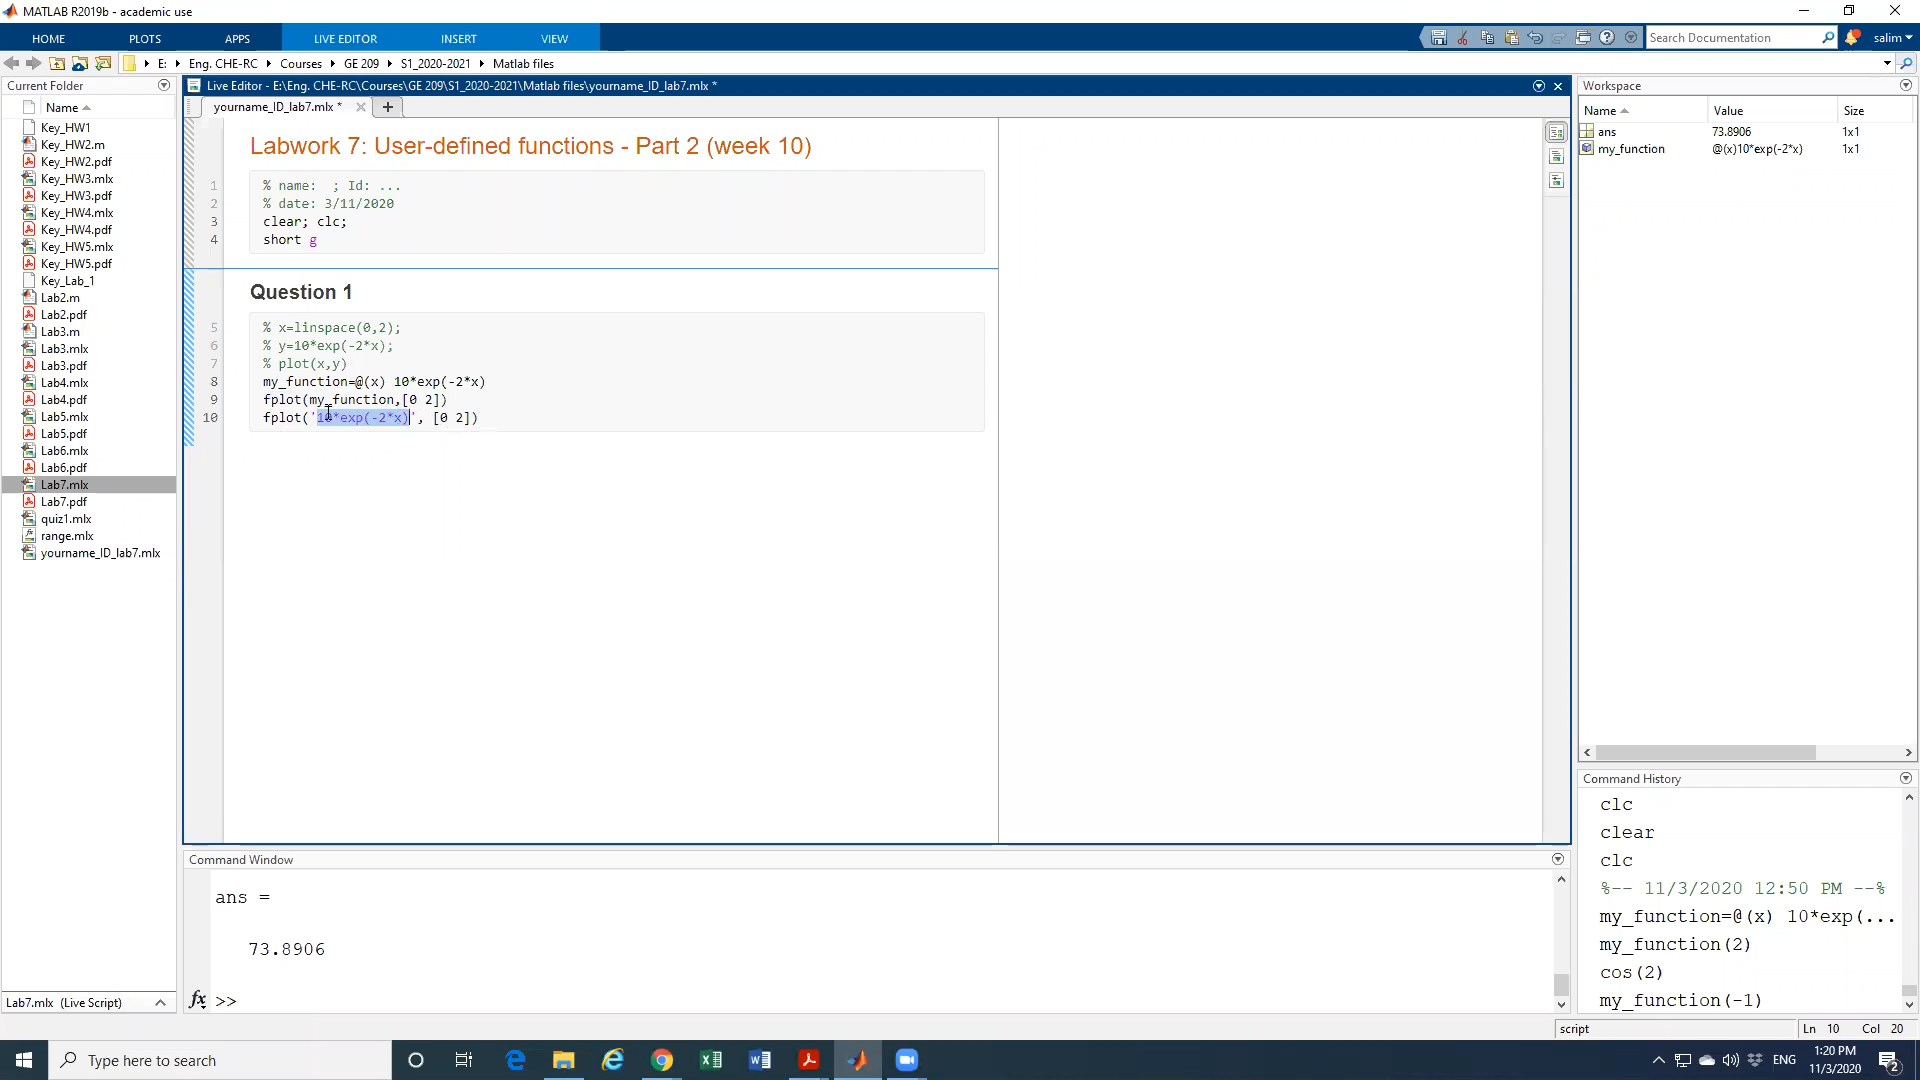 MATLAB R2019b - academic use
HOME PLOTS APPS LIVE EDITOR INSERT VIEW
Search Documentation
salim
E: Eng. CHE-RC Courses GE 209 S1_2020-2021 Matlab files
Current Folder
Name
Key_HW1
Key_HW2.m
Key_HW2.pdf
Key_HW3.mlx
Key_HW3.pdf
Key_HW4.mlx
Key_HW4.pdf
Key_HW5.mlx
Key_HW5.pdf
Key_Lab_1
Lab2.m
Lab2.pdf
Lab3.m
Lab3.mlx
Lab3.pdf
Lab4.mlx
Lab4.pdf
Lab5.mlx
Lab5.pdf
Lab6.mlx
Lab6.pdf
Lab7.mlx
Lab7.pdf
quiz1.mlx
range.mlx
yourname_ID_lab7.mlx
Lab7.mlx (Live Script)
Live Editor - E:\Eng. CHE-RC\Courses\GE 209\S1_2020-2021\Matlab files\yourname_ID_lab7.mlx *
yourname_ID_lab7.mlx *
Labwork 7: User-defined functions - Part 2 (week 10)
1 % name:  ; Id: ...
2 % date: 3/11/2020
3 clear; clc;
4 short g
Question 1
5 % x=linspace(0,2);
6 % y=10*exp(-2*x);
7 % plot(x,y)
8 my_function=@(x) 10*exp(-2*x)
9 fplot(my_function,[0 2])
10 fplot('10*exp(-2*x)', [0 2])
Command Window
ans =
73.8906
fx >>
Workspace
Name Value Size
ans 73.8906 1x1
my_function @(x)10*exp(-2*x) 1x1
Command History
clc
clear
clc
%-- 11/3/2020 12:50 PM --%
my_function=@(x) 10*exp(...
my_function(2)
cos(2)
my_function(-1)
script Ln 10 Col 20
Type here to search
ENG
1:20 PM
11/3/2020
2